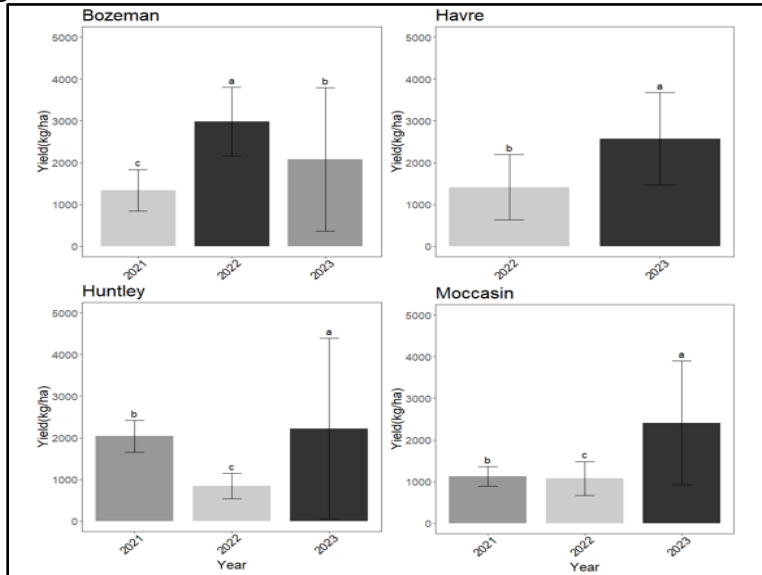 Bozeman
Yield(kg/ha)
5000
4000
3000
2000
1000
0
c
a
b
2021
2022
2023
Havre
Yield(kg/ha)
5000
4000
3000
2000
1000
0
b
a
2022
2023
Huntley
Yield(kg/ha)
5000
4000
3000
2000
1000
0
b
c
a
2021
2022
2023
Year
Moccasin
Yield(kg/ha)
5000
4000
3000
2000
1000
0
b
c
a
2021
2022
2023
Year